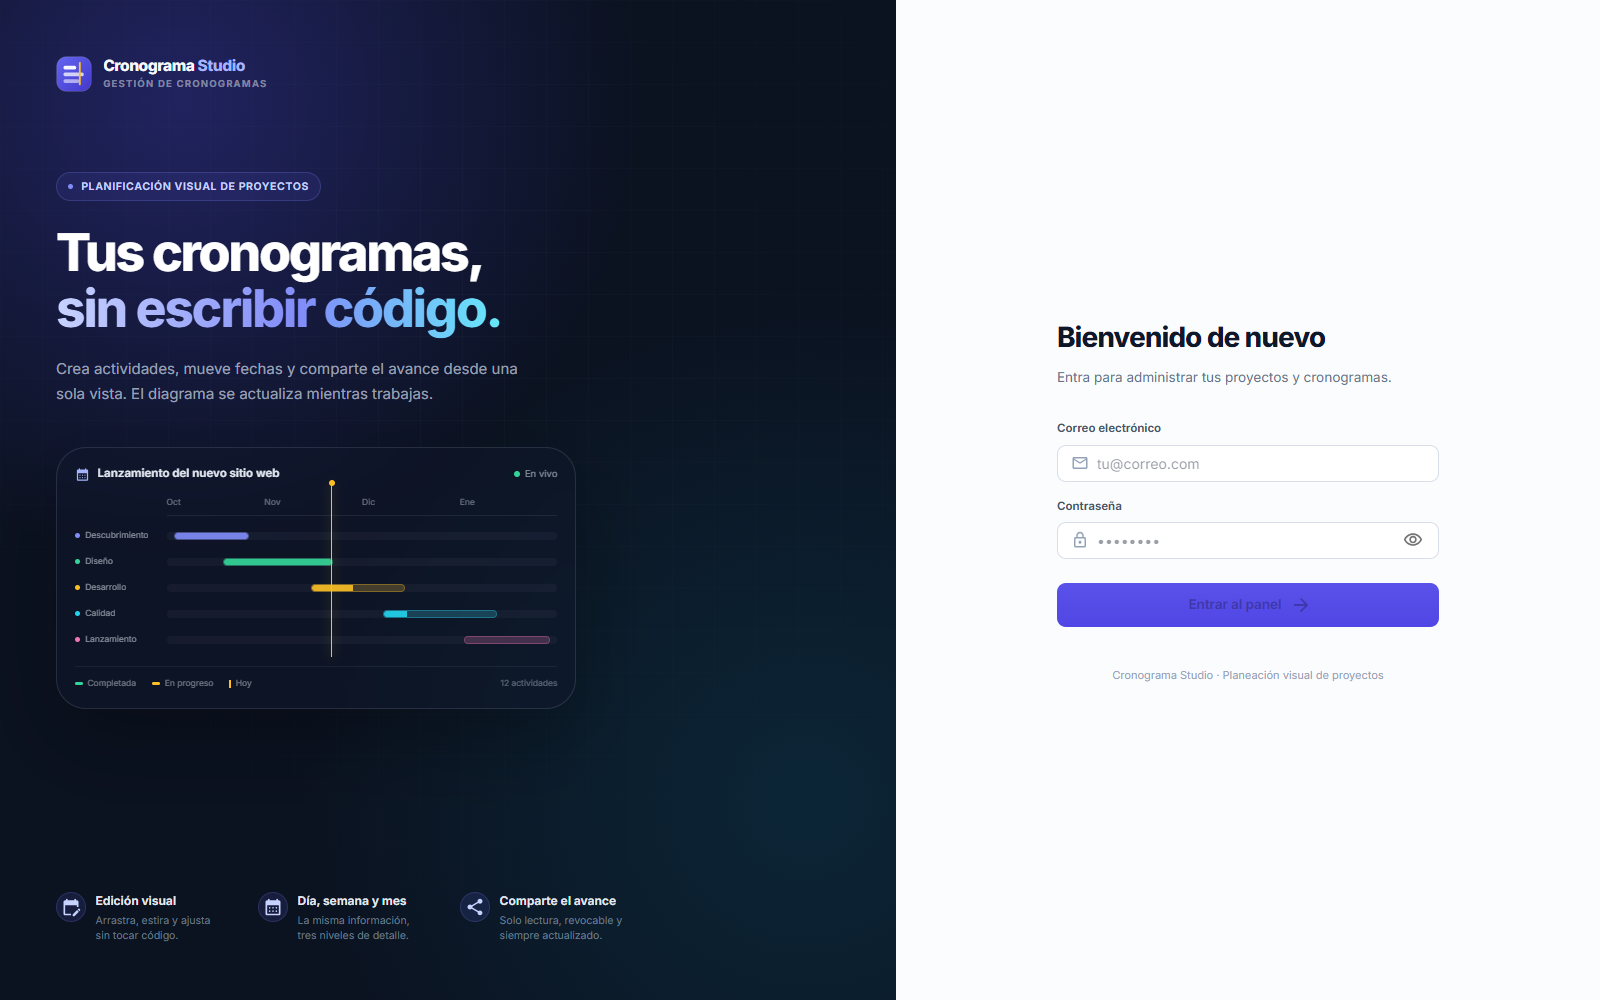 Cronograma Studio
GESTIÓN DE CRONOGRAMAS
PLANIFICACIÓN VISUAL DE PROYECTOS
Tus cronogramas,
sin escribir código.
Crea actividades, mueve fechas y comparte el avance desde una
sola vista. El diagrama se actualiza mientras trabajas.
Lanzamiento del nuevo sitio web
En vivo
Oct Nov Dic Ene
Descubrimiento
Diseño
Desarrollo
Calidad
Lanzamiento
Completada En progreso Hoy 12 actividades
Edición visual
Arrastra, estira y ajusta
sin tocar código.
Día, semana y mes
La misma información,
tres niveles de detalle.
Comparte el avance
Solo lectura, revocable y
siempre actualizado.
Bienvenido de nuevo
Entra para administrar tus proyectos y cronogramas.
Correo electrónico
tu@correo.com
Contraseña
••••••••
Entrar al panel
Cronograma Studio · Planeación visual de proyectos